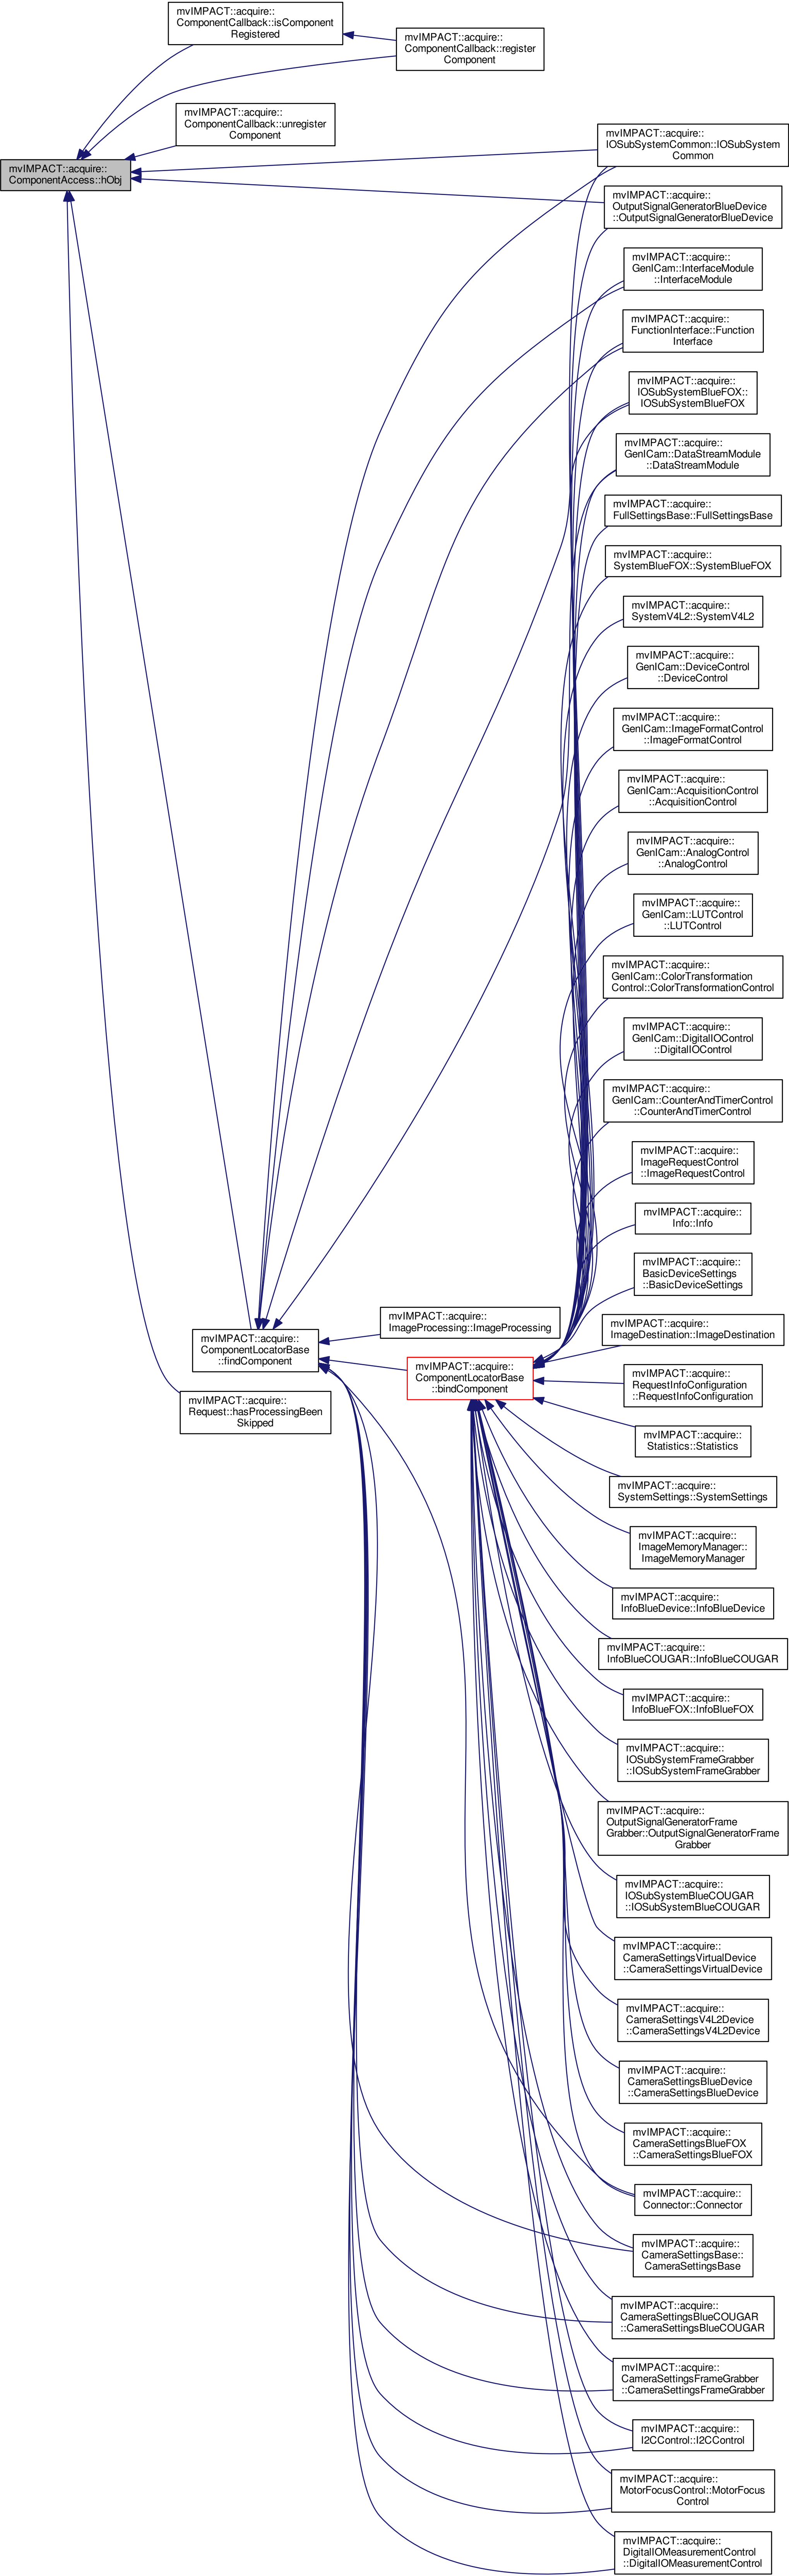 mvIMPACT::acquire::
ComponentCallback::isComponent
Registered
mvIMPACT::acquire::
ComponentCallback::register
Component
mvIMPACT::acquire::
ComponentCallback::unregister
Component
mvIMPACT::acquire::
IOSubSystemCommon::IOSubSystem
Common
mvIMPACT::acquire::
ComponentAccess::hObj
mvIMPACT::acquire::
OutputSignalGeneratorBlueDevice
::OutputSignalGeneratorBlueDevice
mvIMPACT::acquire::
GenICam::InterfaceModule
::InterfaceModule
mvIMPACT::acquire::
FunctionInterface::Function
Interface
mvIMPACT::acquire::
IOSubSystemBlueFOX::
IOSubSystemBlueFOX
mvIMPACT::acquire::
GenICam::DataStreamModule
::DataStreamModule
mvIMPACT::acquire::
FullSettingsBase::FullSettingsBase
mvIMPACT::acquire::
SystemBlueFOX::SystemBlueFOX
mvIMPACT::acquire::
SystemV4L2::SystemV4L2
mvIMPACT::acquire::
GenICam::DeviceControl
::DeviceControl
mvIMPACT::acquire::
GenICam::ImageFormatControl
::ImageFormatControl
mvIMPACT::acquire::
GenICam::AcquisitionControl
::AcquisitionControl
mvIMPACT::acquire::
GenICam::AnalogControl
::AnalogControl
mvIMPACT::acquire::
GenICam::LUTControl
::LUTControl
mvIMPACT::acquire::
GenICam::ColorTransformation
Control::ColorTransformationControl
mvIMPACT::acquire::
GenICam::DigitalIOControl
::DigitalIOControl
mvIMPACT::acquire::
GenICam::CounterAndTimerControl
::CounterAndTimerControl
mvIMPACT::acquire::
ImageRequestControl
::ImageRequestControl
mvIMPACT::acquire::
Info::Info
mvIMPACT::acquire::
BasicDeviceSettings
::BasicDeviceSettings
mvIMPACT::acquire::
ImageProcessing::ImageProcessing
mvIMPACT::acquire::
ImageDestination::ImageDestination
mvIMPACT::acquire::
ComponentLocatorBase
::findComponent
mvIMPACT::acquire::
ComponentLocatorBase
::bindComponent
mvIMPACT::acquire::
RequestInfoConfiguration
::RequestInfoConfiguration
mvIMPACT::acquire::
Request::hasProcessingBeen
Skipped
mvIMPACT::acquire::
Statistics::Statistics
mvIMPACT::acquire::
SystemSettings::SystemSettings
mvIMPACT::acquire::
ImageMemoryManager::
ImageMemoryManager
mvIMPACT::acquire::
InfoBlueDevice::InfoBlueDevice
mvIMPACT::acquire::
InfoBlueCOUGAR::InfoBlueCOUGAR
mvIMPACT::acquire::
InfoBlueFOX::InfoBlueFOX
mvIMPACT::acquire::
IOSubSystemFrameGrabber
::IOSubSystemFrameGrabber
mvIMPACT::acquire::
OutputSignalGeneratorFrame
Grabber::OutputSignalGeneratorFrame
Grabber
mvIMPACT::acquire::
IOSubSystemBlueCOUGAR
::IOSubSystemBlueCOUGAR
mvIMPACT::acquire::
CameraSettingsVirtualDevice
::CameraSettingsVirtualDevice
mvIMPACT::acquire::
CameraSettingsV4L2Device
::CameraSettingsV4L2Device
mvIMPACT::acquire::
CameraSettingsBlueDevice
::CameraSettingsBlueDevice
mvIMPACT::acquire::
CameraSettingsBlueFOX
::CameraSettingsBlueFOX
mvIMPACT::acquire::
Connector::Connector
mvIMPACT::acquire::
CameraSettingsBase::
CameraSettingsBase
mvIMPACT::acquire::
CameraSettingsBlueCOUGAR
::CameraSettingsBlueCOUGAR
mvIMPACT::acquire::
CameraSettingsFrameGrabber
::CameraSettingsFrameGrabber
mvIMPACT::acquire::
I2CControl::I2CControl
mvIMPACT::acquire::
MotorFocusControl::MotorFocus
Control
mvIMPACT::acquire::
DigitalIOMeasurementControl
::DigitalIOMeasurementControl